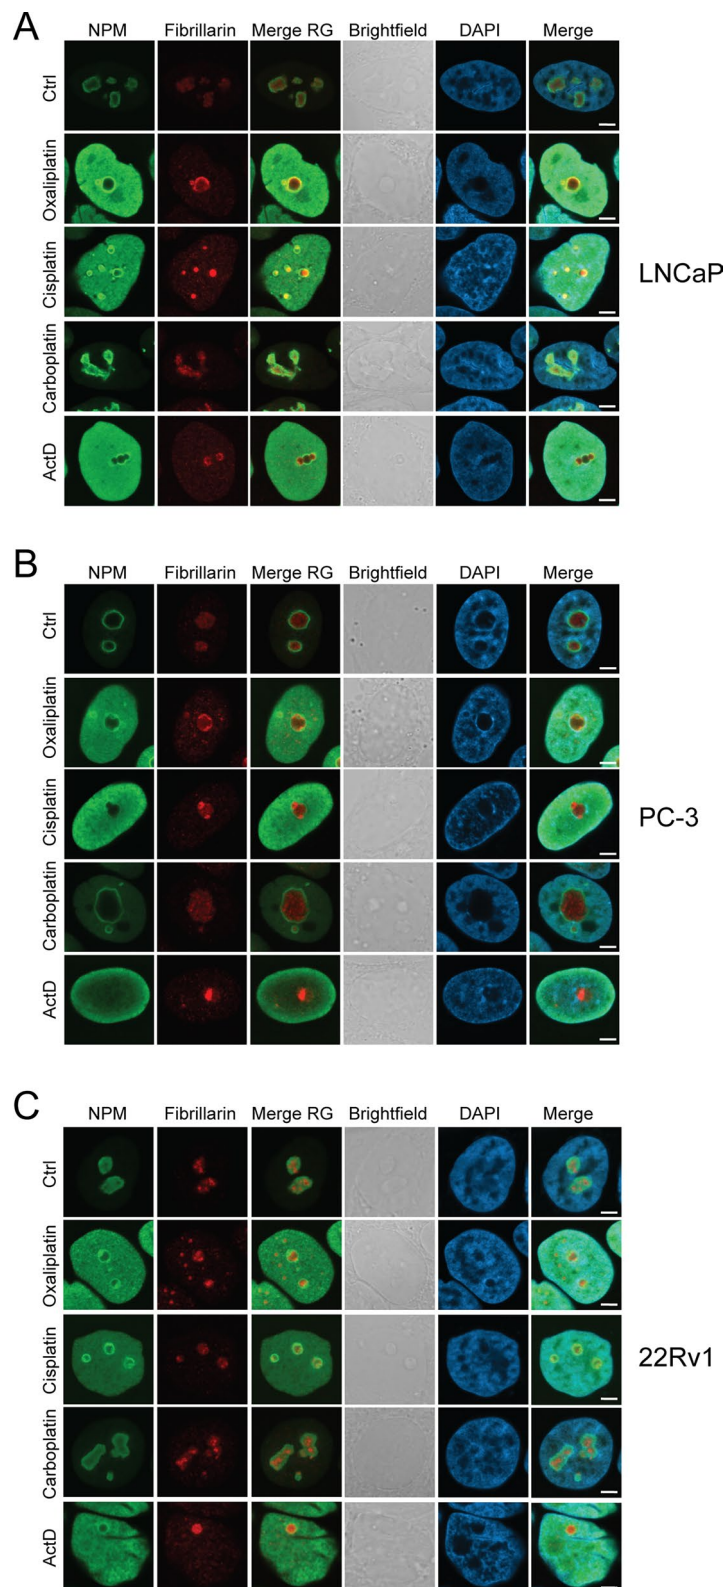 A
NPM Fibrillarin Merge RG Brightfield DAPI Merge
Ctrl
Oxaliplatin
Cisplatin
Carboplatin
ActD
LNCaP
B
NPM Fibrillarin Merge RG Brightfield DAPI Merge
Ctrl
Oxaliplatin
Cisplatin
Carboplatin
ActD
PC-3
C
NPM Fibrillarin Merge RG Brightfield DAPI Merge
Ctrl
Oxaliplatin
Cisplatin
Carboplatin
ActD
22Rv1